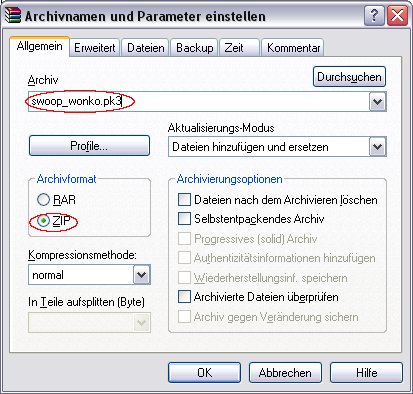 Archivnamen und Parameter einstellen
Allgemein Erweitert Dateien Backup Zeit Kommentar
Durchsuchen
Archiv
swoop_wonko.pk3
Aktualisierungs-Modus
Profile... Dateien hinzufügen und ersetzen
Archivformat
RAR
ZIP
Archivierungsoptionen
Dateien nach dem Archivieren löschen
Selbstentpackendes Archiv
Progressives (solid) Archiv
Authentizitätsinformationen hinzufügen
Wiederherstellungsinf. speichern
Archivierte Dateien überprüfen
Archiv gegen Veränderung sichern
Kompressionsmethode:
normal
In Teile aufsplitten (Byte)
OK Abbrechen Hilfe